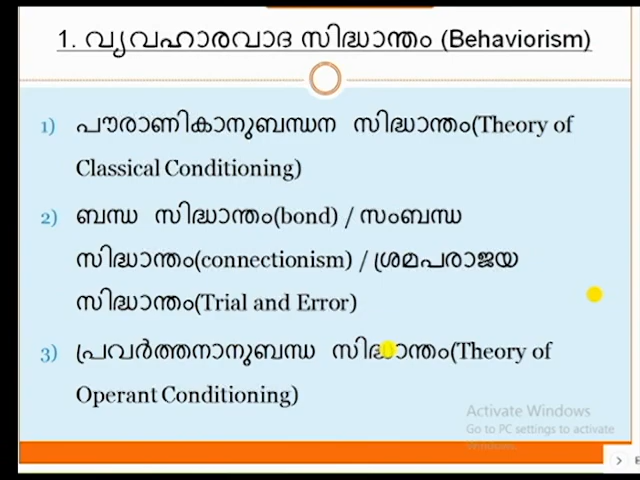 1. വ്യവഹാരവാദ സിദ്ധാന്തം (Behaviorism)
1) പൗരാണികാനുബന്ധന സിദ്ധാന്തം(Theory of
Classical Conditioning)
2) ബന്ധ സിദ്ധാന്തം(bond) / സംബന്ധ
സിദ്ധാന്തം(connectionism) / ശ്രമപരാജയ
സിദ്ധാന്തം(Trial and Error)
3) പ്രവർത്തനാനുബന്ധ സിദ്ധാന്തം(Theory of
Operant Conditioning)
Activate Windows
Go to PC settings to activate
Windows.